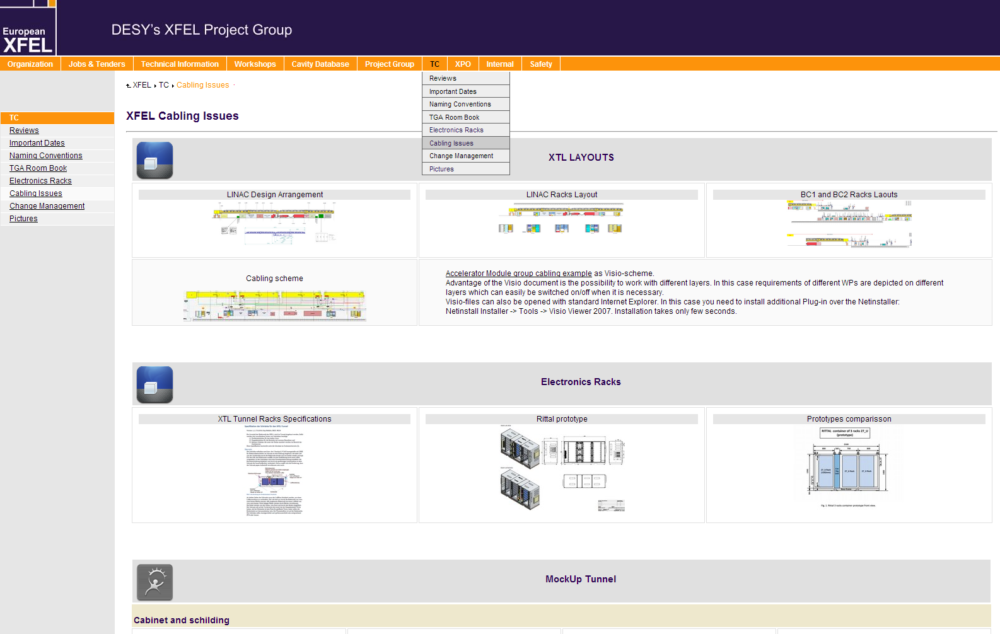 European
XFEL
DESY's XFEL Project Group
Organization
Jobs & Tenders
Technical Information
Workshops
Cavity Database
Project Group
TC
XPO
Internal
Safety
XFEL TC Cabling Issues
Reviews
Important Dates
Naming Conventions
TGA Room Book
Electronics Racks
Cabling Issues
Change Management
Pictures
TC
Reviews
Important Dates
Naming Conventions
TGA Room Book
Electronics Racks
Cabling Issues
Change Management
Pictures
XFEL Cabling Issues
XTL LAYOUTS
LINAC Design Arrangement
LINAC Racks Layout
BC1 and BC2 Racks Laouts
Cabling scheme
Accelerator Module group cabling example as Visio-scheme.
Advantage of the Visio document is the possibility to work with different layers. In this case requirements of different WPs are depicted on different
layers which can easily be switched on/off when it is necessary.
Visio-files can also be opened with standard Internet Explorer. In this case you need to install additional Plug-in over the Netinstaller:
Netinstall Installer -> Tools -> Visio Viewer 2007. Installation takes only few seconds.
Electronics Racks
XTL Tunnel Racks Specifications
Rittal prototype
Prototypes comparisson
RITTAL container of 3 racks 27_U
(prototype)
Fig. 1. Rittal 3 racks container prototype front view.
MockUp Tunnel
Cabinet and schilding